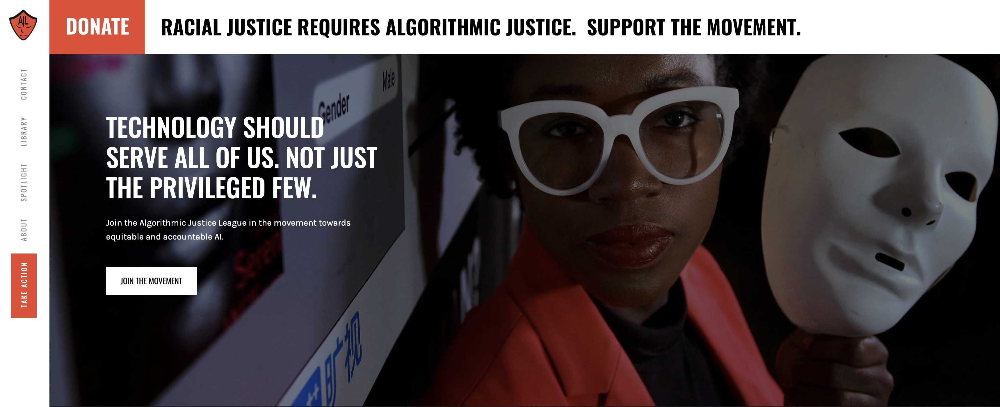 AJL
DONATE
RACIAL JUSTICE REQUIRES ALGORITHMIC JUSTICE. SUPPORT THE MOVEMENT.
CONTACT
LIBRARY
SPOTLIGHT
ABOUT
TAKE ACTION
Gender Male
TECHNOLOGY SHOULD
SERVE ALL OF US. NOT JUST
THE PRIVILEGED FEW.
Join the Algorithmic Justice League in the movement towards
equitable and accountable AI.
JOIN THE MOVEMENT
旷视